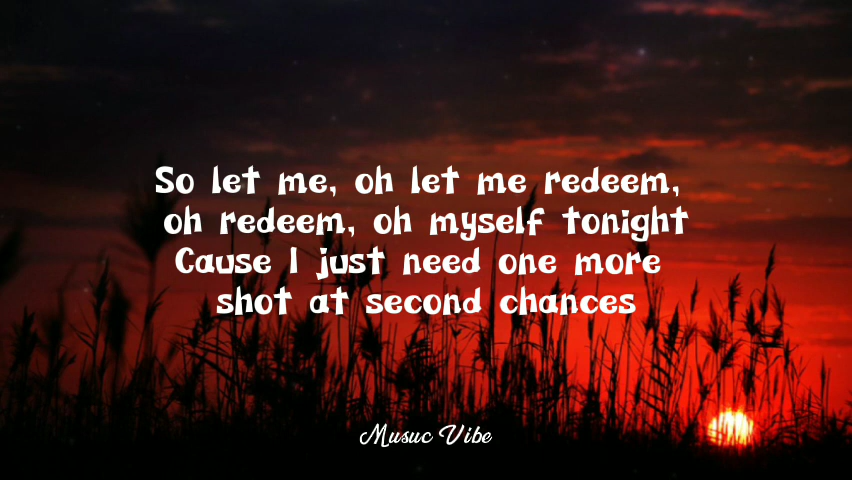 So let me, oh let me redeem,
oh redeem, oh myself tonight
Cause I just need one more
shot at second chances
Musuc Vibe